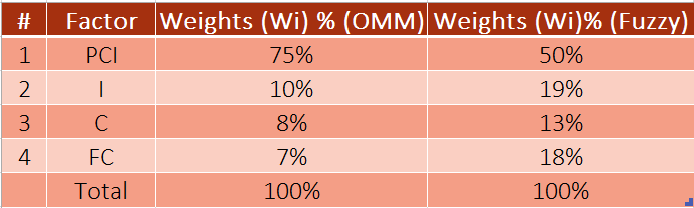 # Factor Weights (Wi) % (OMM) Weights (Wi)% (Fuzzy)
1 PCI 75% 50%
2 I 10% 19%
3 C 8% 13%
4 FC 7% 18%
Total 100% 100%